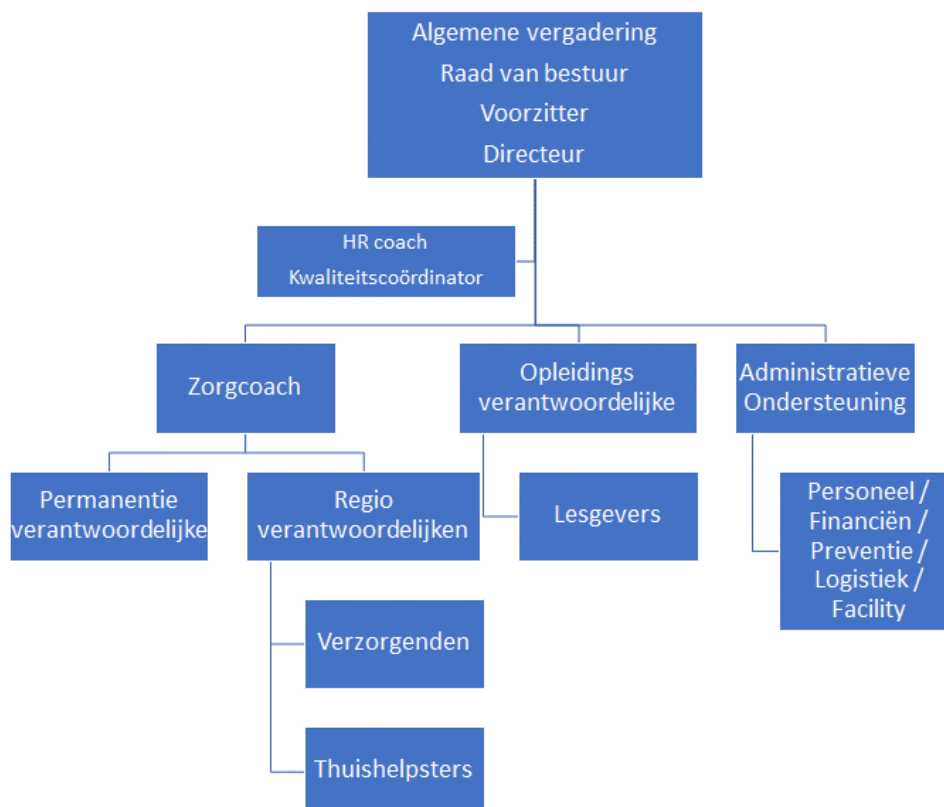 Algemene vergadering
Raad van bestuur
Voorzitter
Directeur
HR coach
Kwaliteitscoördinator
Zorgcoach
Opleidings
verantwoordelijke
Administratieve
Ondersteuning
Permanentie
verantwoordelijke
Regio
verantwoordelijken
Lesgevers
Personeel /
Financiën /
Preventie /
Logistiek /
Facility
Verzorgenden
Thuishelpsters